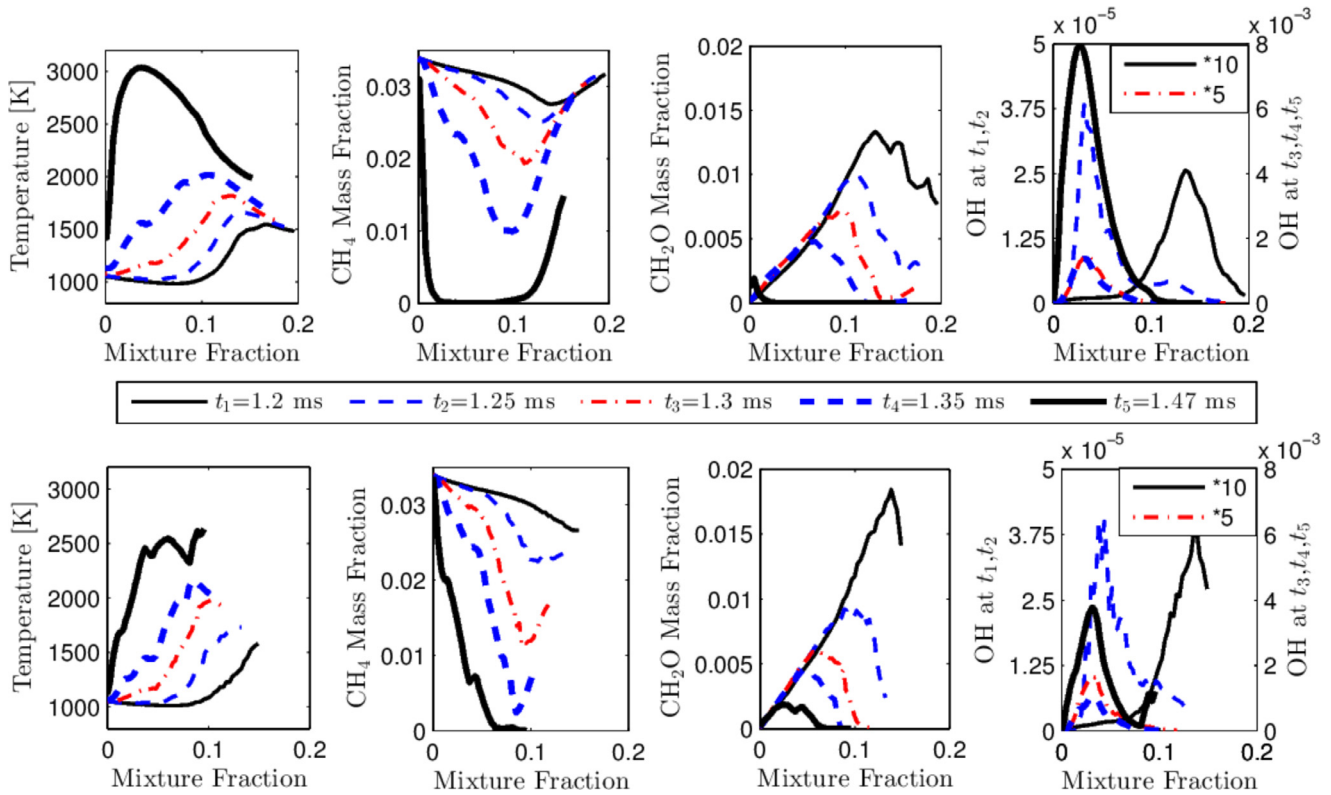 × 10⁻⁵ × 10⁻³
Temperature [K]
3000
2500
2000
1500
1000
0 0.1 0.2
Mixture Fraction
CH₄ Mass Fraction
0.03
0.02
0.01
0
0 0.1 0.2
Mixture Fraction
CH₂O Mass Fraction
0.02
0.015
0.01
0.005
0
0 0.1 0.2
Mixture Fraction
OH at t₁,t₂
5
3.75
2.5
1.25
0
0 0.1 0.2
Mixture Fraction
8
6
4
2
0
OH at t₃,t₄,t₅
*10
*5
t₁=1.2 ms t₂=1.25 ms t₃=1.3 ms t₄=1.35 ms t₅=1.47 ms
× 10⁻⁵ × 10⁻³
Temperature [K]
3000
2500
2000
1500
1000
0 0.1 0.2
Mixture Fraction
CH₄ Mass Fraction
0.03
0.02
0.01
0
0 0.1 0.2
Mixture Fraction
CH₂O Mass Fraction
0.02
0.015
0.01
0.005
0
0 0.1 0.2
Mixture Fraction
OH at t₁,t₂
5
3.75
2.5
1.25
0
0 0.1 0.2
Mixture Fraction
8
6
4
2
0
OH at t₃,t₄,t₅
*10
*5